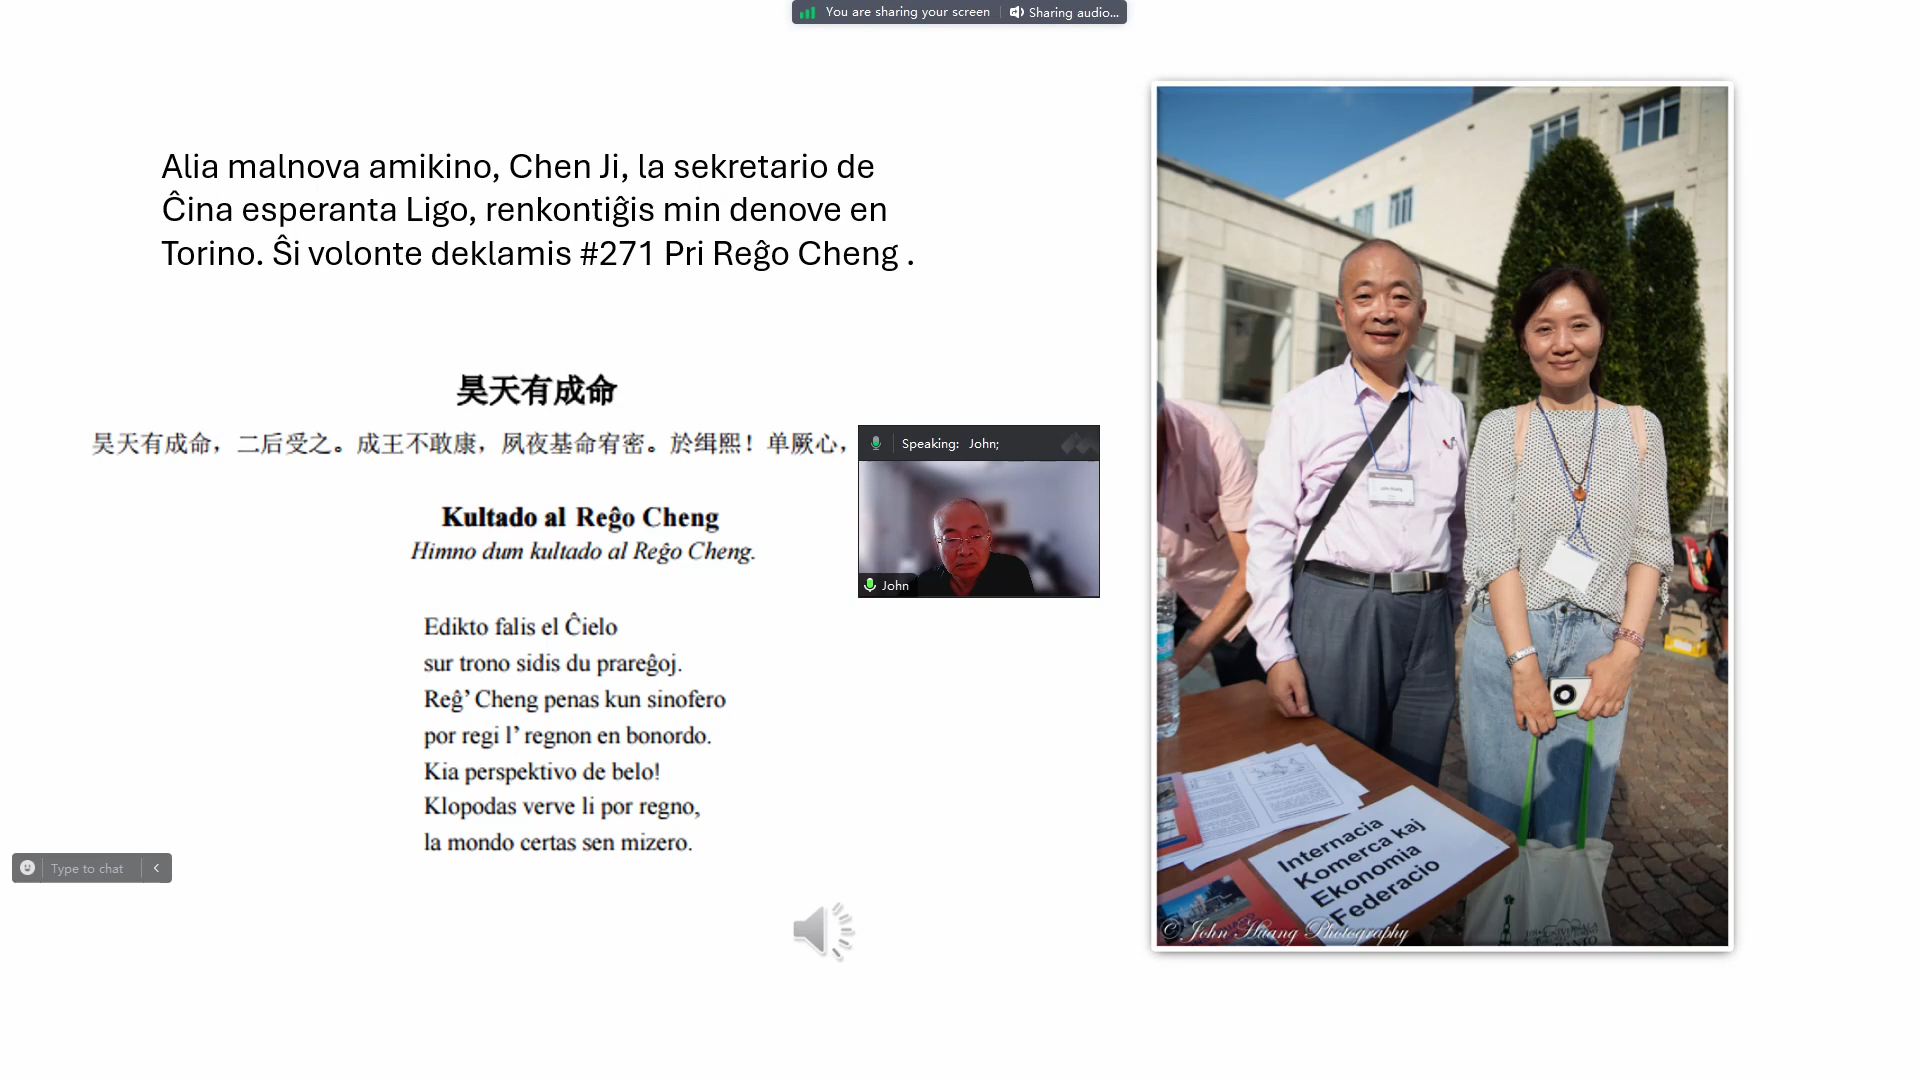 You are sharing your screen
Sharing audio...
Alia malnova amikino, Chen Ji, la sekretario de
Ĉina esperanta Ligo, renkontiĝis min denove en
Torino. Ŝi volonte deklamis #271 Pri Reĝo Cheng .
昊天有成命
昊天有成命，二后受之。成王不敢康，夙夜基命宥密。於缉熙！单厥心，
Speaking: John;
John
Kultado al Reĝo Cheng
Himno dum kultado al Reĝo Cheng.
Edikto falis el Ĉielo
sur trono sidis du prareĝoj.
Reĝ’ Cheng penas kun sinofero
por regi l’ regnon en bonordo.
Kia perspektivo de belo!
Klopodas verve li por regno,
la mondo certas sen mizero.
Type to chat
John Huang
Internacia
Komerca kaj
Ekonomia
Federacio
© John Huang Photography